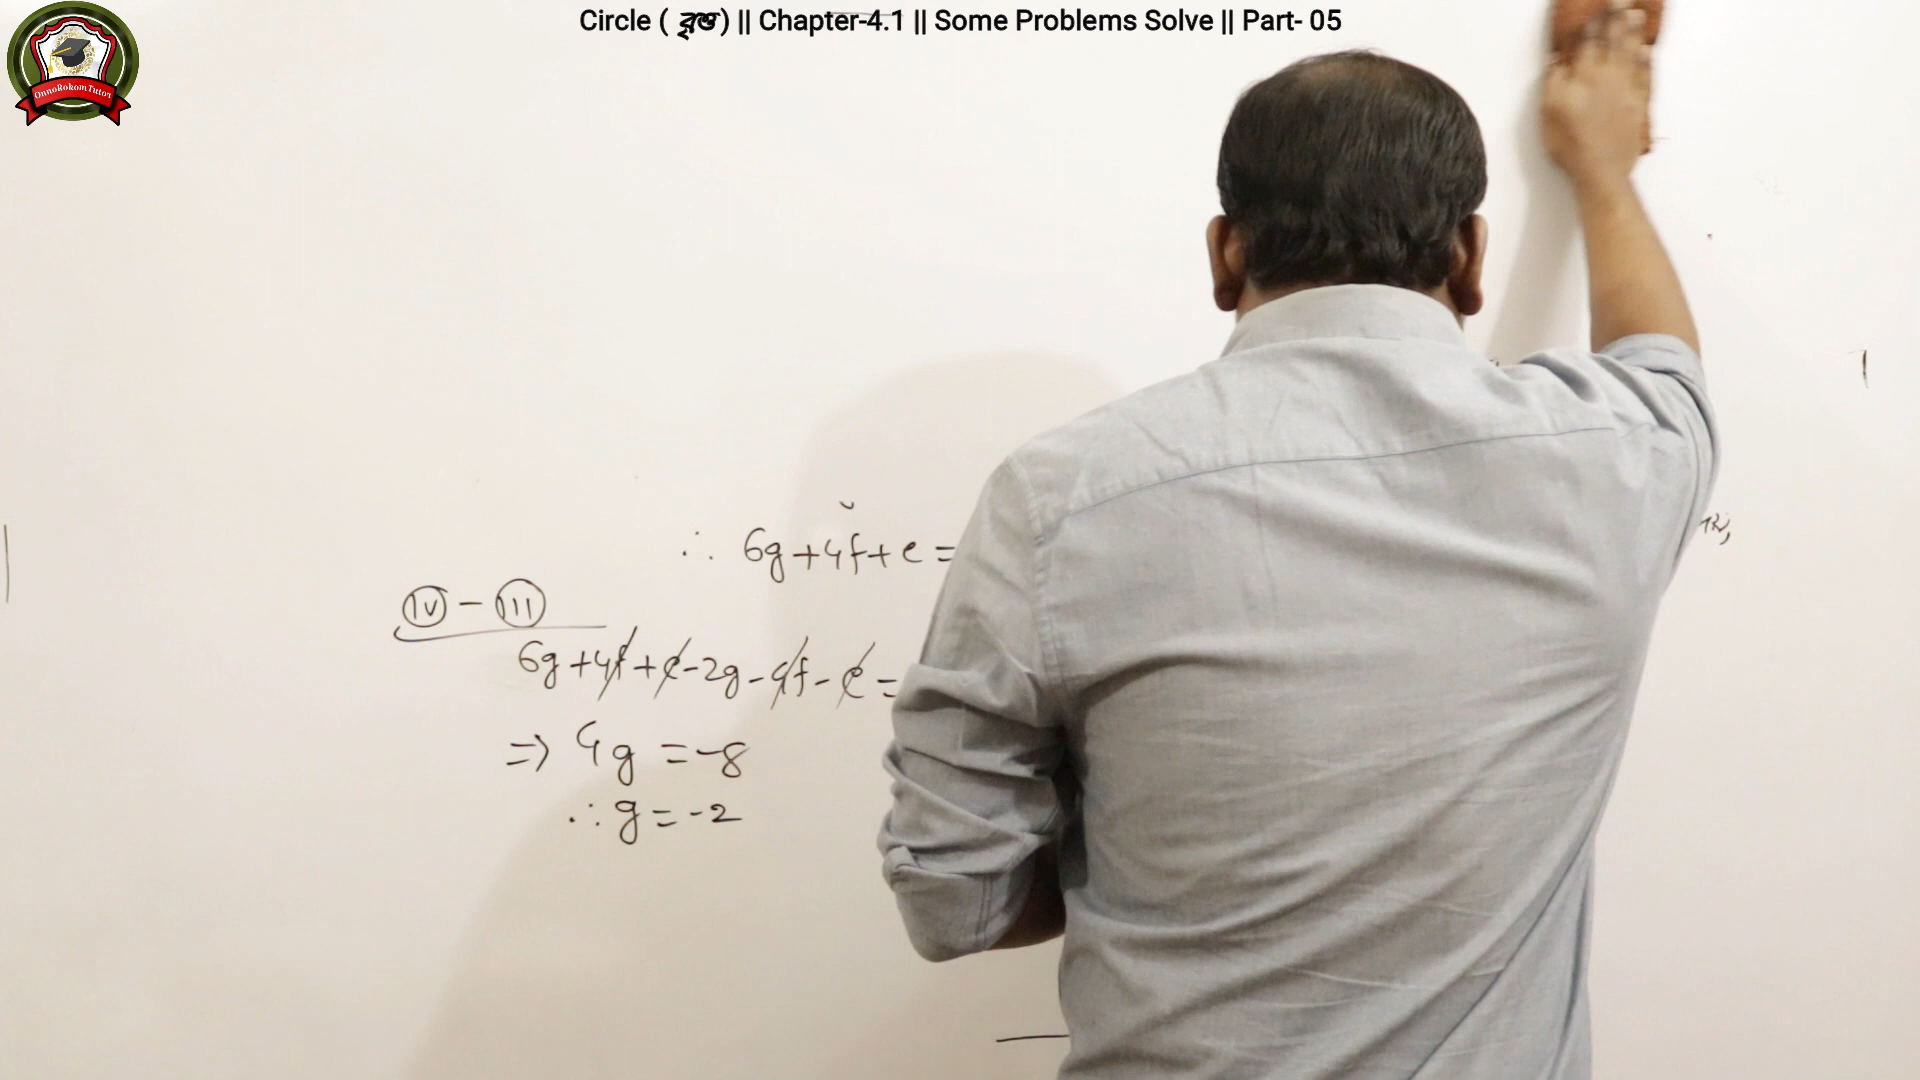 Circle ( বৃত্ত ) || Chapter-4.1 || Some Problems Solve || Part- 05
OnnoRokomTutor
∴ 6g+4f+c =
(iv) - (iii)
6g+4f+c-2g-4f-c =
=> 4g = -8
∴ g = -2